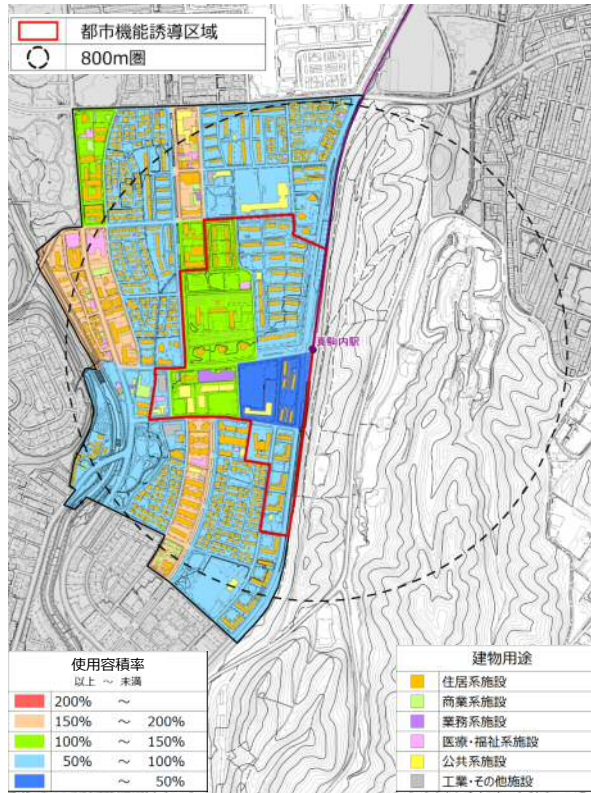 都市機能誘導区域
800m圏
真駒内駅
使用容積率
以上 ~ 未満
200% ~
150% ~ 200%
100% ~ 150%
50% ~ 100%
~ 50%
建物用途
住居系施設
商業系施設
業務系施設
医療・福祉系施設
公共系施設
工業・その他施設